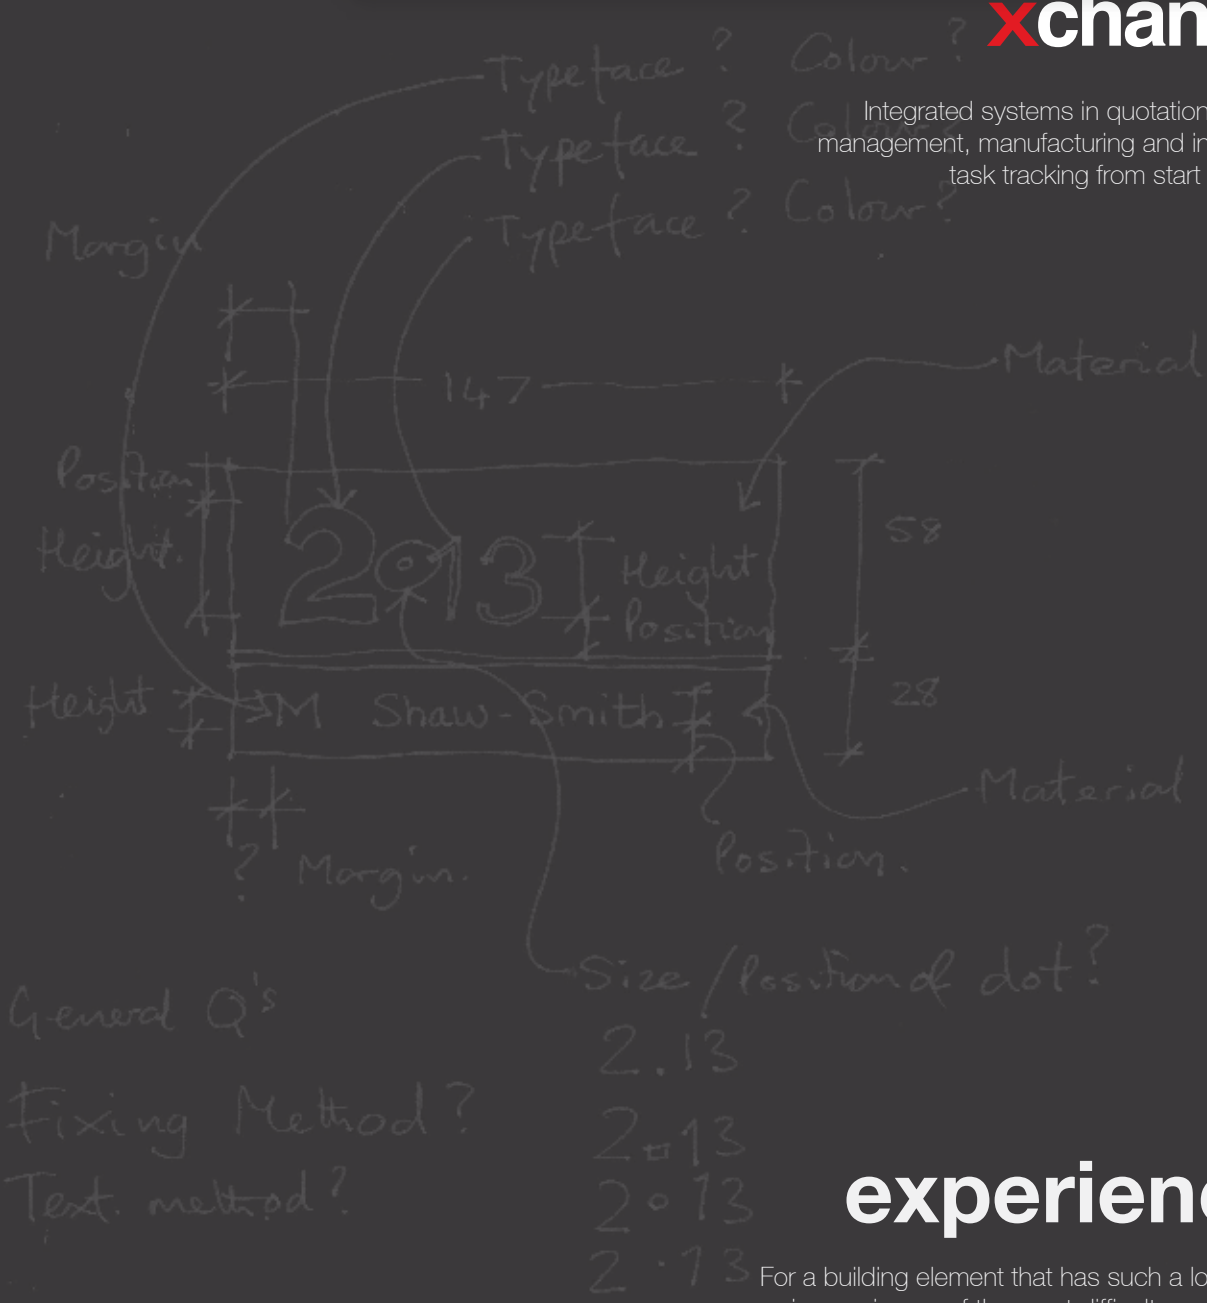 xchan
Typeface ? Colour ?
Integrated systems in quotation
Typeface ? Colour?
management, manufacturing and in
task tracking from start
Typeface ? Colour?
Margin
Material
147
Position
58
Height.
2•13
Height
Position
Height
M Shaw-Smith
28
Material
Position.
? Margin.
Size / Position of dot?
General Q's
2.13
Fixing Method?
2▫13
experienc
Text. method?
2∘13
2·13
For a building element that has such a lo